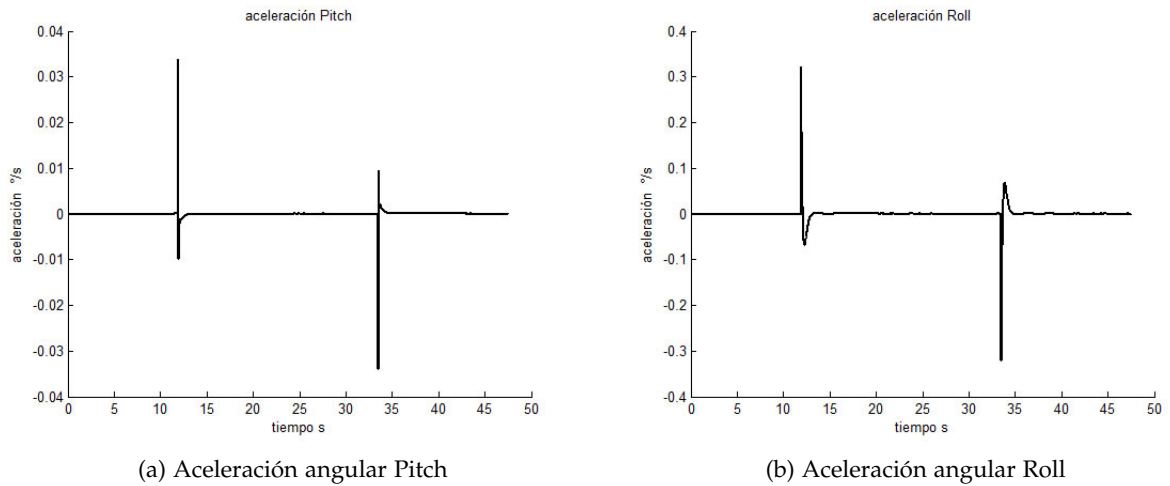 aceleración Pitch
0.04
0.03
0.02
0.01
0
-0.01
-0.02
-0.03
-0.04
aceleración °/s
0 5 10 15 20 25 30 35 40 45 50
tiempo s
(a) Aceleración angular Pitch
aceleración Roll
0.4
0.3
0.2
0.1
0
-0.1
-0.2
-0.3
-0.4
aceleración °/s
0 5 10 15 20 25 30 35 40 45 50
tiempo s
(b) Aceleración angular Roll